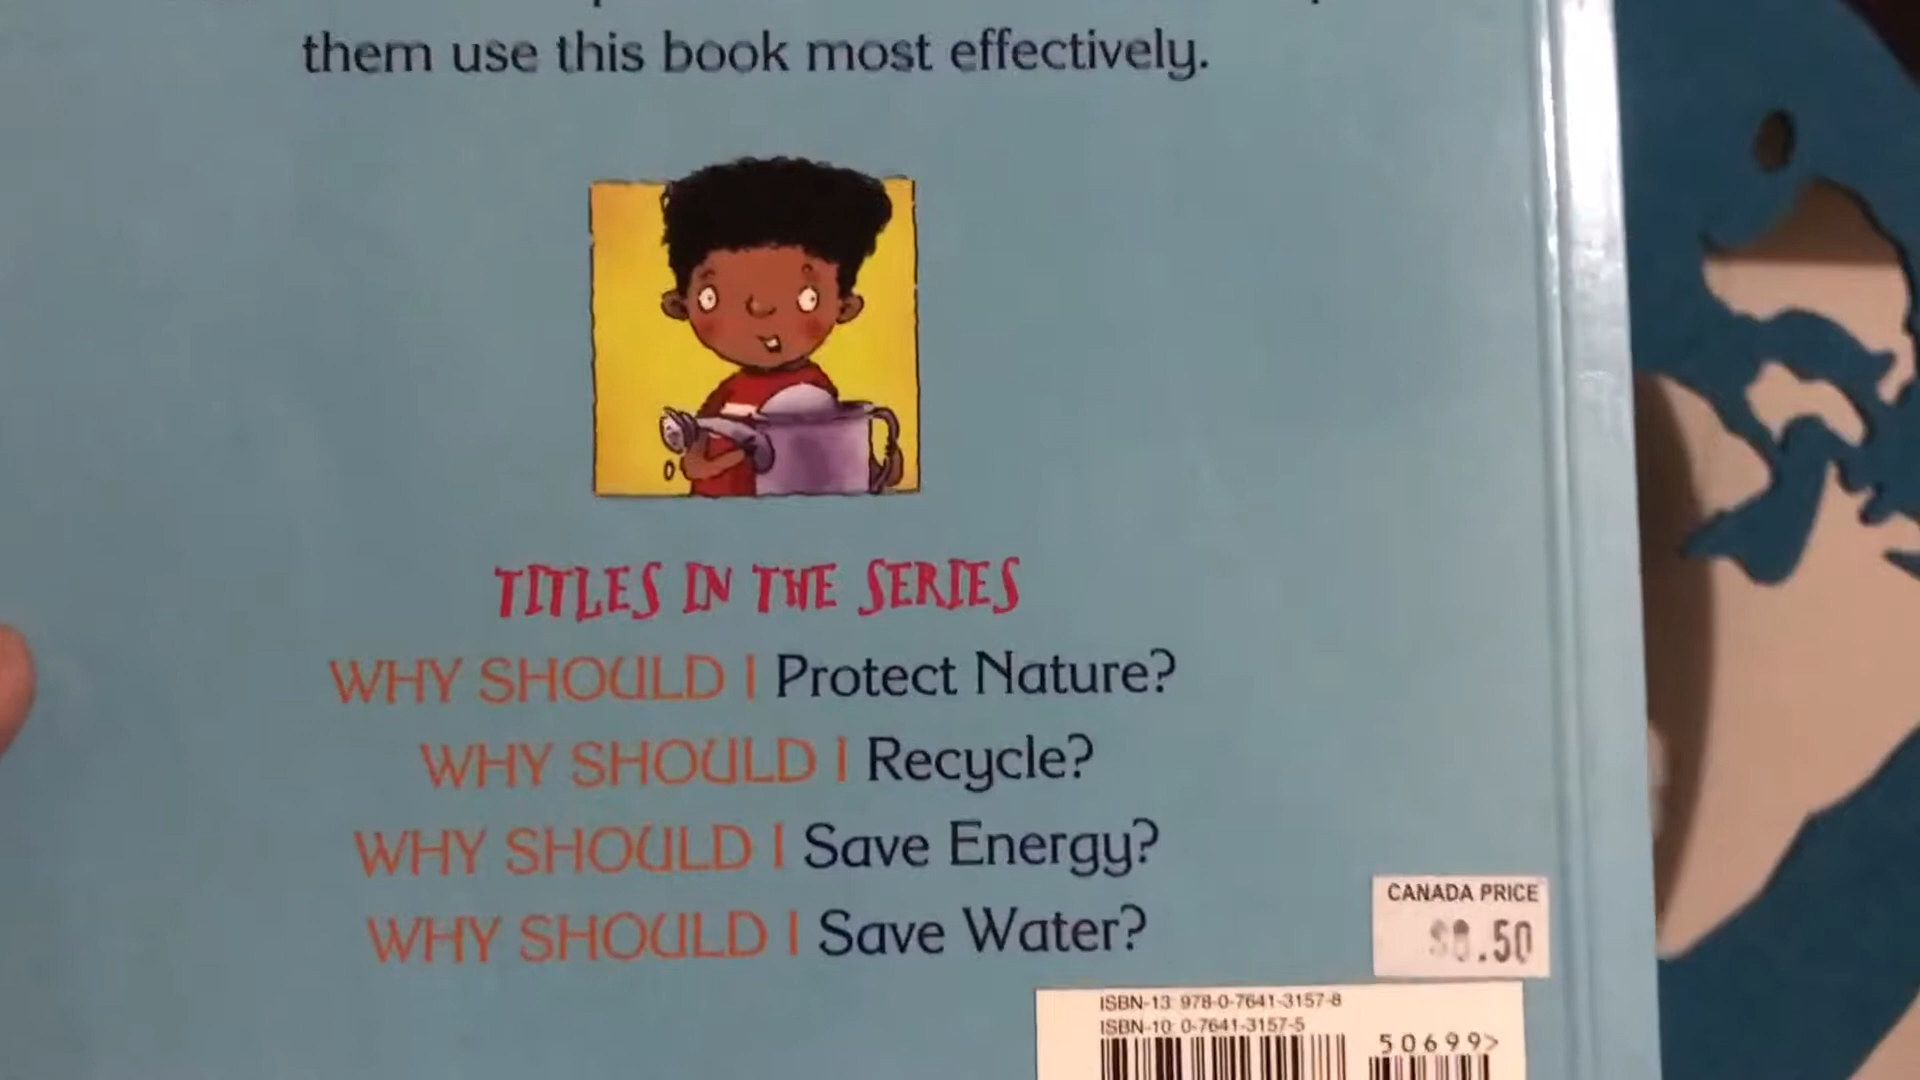 them use this book most effectively.
TITLES IN THE SERIES
WHY SHOULD I Protect Nature?
WHY SHOULD I Recycle?
WHY SHOULD I Save Energy?
WHY SHOULD I Save Water?
CANADA PRICE
ISBN-13: 978-0-7641-3157-8
ISBN-10: 0-7641-3157-5
50699>